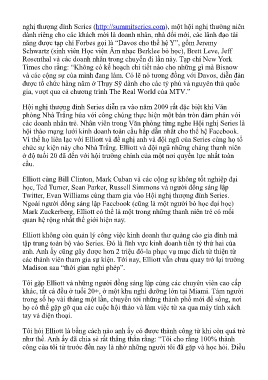 nghị thượng đỉnh Series (http://summitseries.com), một hội nghị thường niên
dành riêng cho các khách mời là doanh nhân, nhà đổi mới, các lãnh đạo tài
năng được tạp chí Forbes gọi là “Davos cho thế hệ Y”, gồm Jeremy
Schwartz (sinh viên Học viện Âm nhạc Berklee bỏ học), Brett Leve, Jeff
Rosenthal và các doanh nhân trong chuyến đi lần này. Tạp chí New York
Times cho rằng: “Không có kế hoạch chi tiết nào cho những gì mà Bisnow
và các cộng sự của mình đang làm. Có lẽ nó tương đồng với Davos, diễn đàn
được tổ chức hàng năm ở Thụy Sỹ dành cho các tỷ phú và nguyên thủ quốc
gia, vượt qua cả chương trình The Real World của MTV.”
Hội nghị thượng đỉnh Series diễn ra vào năm 2009 rất đặc biệt khi Văn
phòng Nhà Trắng hứa với công chúng thực hiện một bàn tròn đàm phán với
các doanh nhân trẻ. Nhân viên trong Văn phòng từng nghe Hội nghị Series là
hội thảo mạng lưới kinh doanh toàn cầu hấp dẫn nhất cho thế hệ Facebook.
Vì thế họ liên lạc với Elliott và đề nghị anh và đội ngũ của Series cùng họ tổ
chức sự kiện này cho Nhà Trắng. Elliott và đội ngũ những chàng thanh niên
ở độ tuổi 20 đã đến với hội trường chính của một nơi quyền lực nhất toàn
cầu.
Elliott cùng Bill Clinton, Mark Cuban và các cộng sự không tốt nghiệp đại
học, Ted Turner, Sean Parker, Russell Simmons và người đồng sáng lập
Twitter, Evan Williams cùng tham gia vào Hội nghị thượng đỉnh Series.
Ngoài người đồng sáng lập Facebook (cũng là một người bỏ học đại học)
Mark Zuckerberg, Elliott có thể là một trong những thanh niên trẻ có mối
quan hệ rộng nhất thế giới hiện nay.
Elliott không còn quản lý công việc kinh doanh thư quảng cáo gia đình mà
tập trung toàn bộ vào Series. Đó là lĩnh vực kinh doanh tiền tỷ thứ hai của
anh. Anh ấy cũng gây được hơn 2 triệu đô-la phục vụ mục đích từ thiện từ
các thành viên tham gia sự kiện. Tới nay, Elliott vẫn chưa quay trở lại trường
Madison sau “thời gian nghỉ phép”.
Tôi gặp Elliott và những người đồng sáng lập cùng các chuyên viên cao cấp
khác, tất cả đều ở tuổi 20+, ở một khu nghỉ dưỡng lớn tại Miami. Tám người
trong số họ vài tháng một lần, chuyển tới những thành phố mới để sống, nơi
họ có thể gặp gỡ qua các cuộc hội thảo và làm việc từ xa qua máy tính xách
tay và điện thoại.
Tôi hỏi Elliott là bằng cách nào anh ấy có được thành công từ khi còn quá trẻ
như thế. Anh ấy đã chia sẻ rất thẳng thắn rằng: “Tôi cho rằng 100% thành
công của tôi từ trước đến nay là nhờ những người tôi đã gặp và học hỏi. Điều